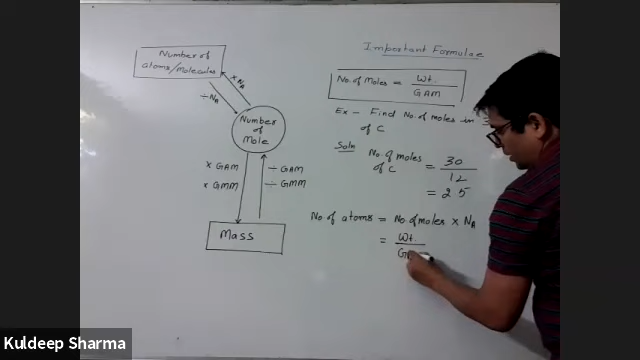 Important Formulae
Number of
atoms/Molecules
÷ NA
× NA
Number
of
Mole
× GAM
× GMM
÷ GAM
÷ GMM
Mass
No. of Moles = Wt.
GAM
Ex - Find No. of moles in
of C
Soln
No. of moles
of C
= 30
12
= 2.5
No of atoms = No. of moles × NA
= Wt.
Kuldeep Sharma